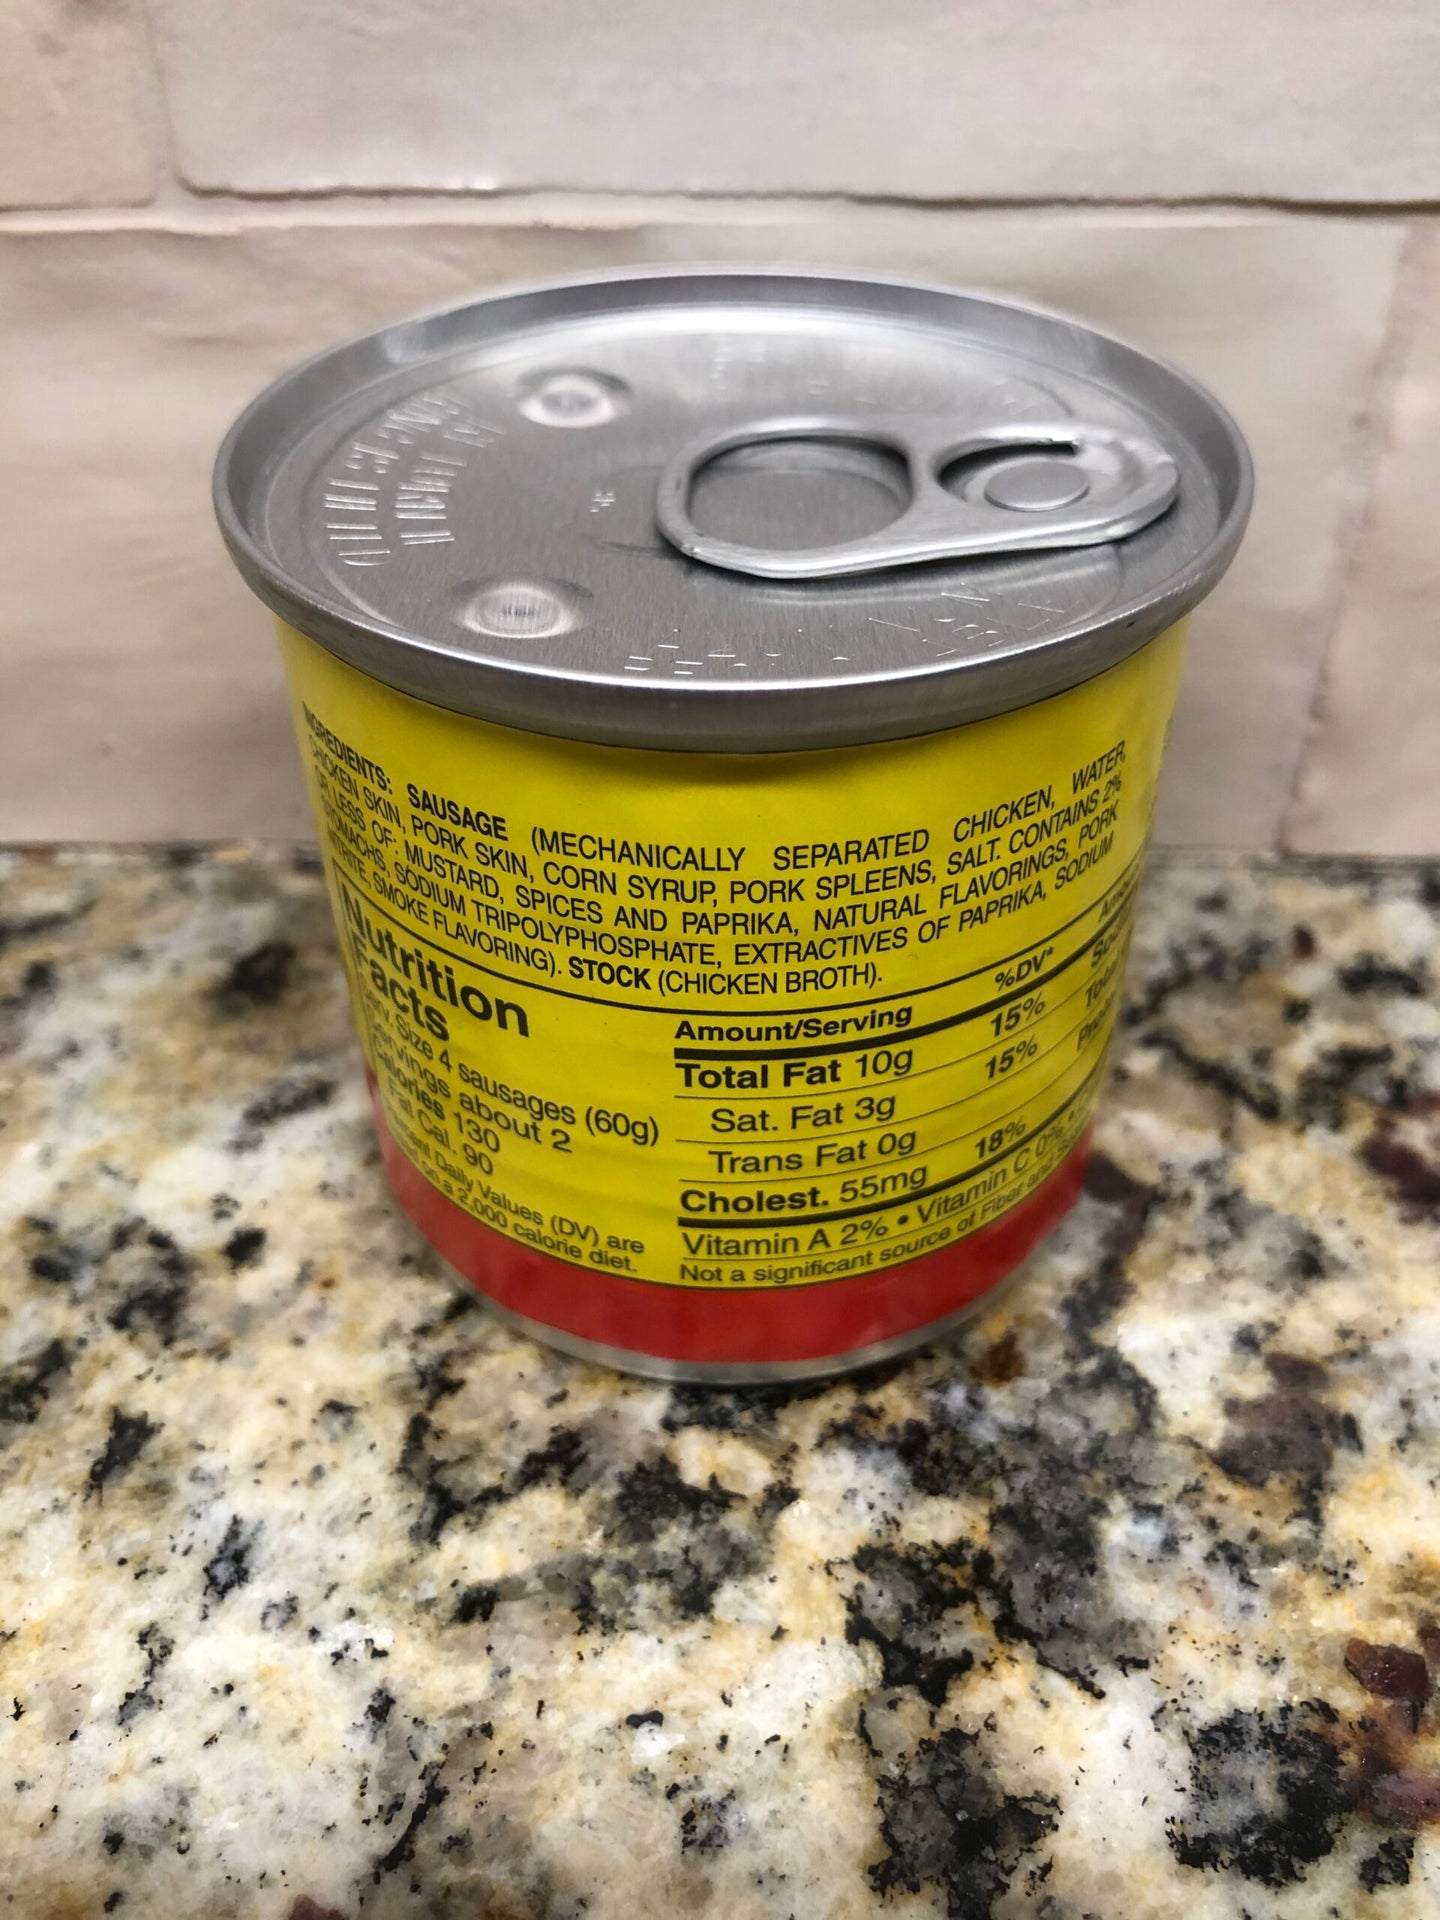 INGREDIENTS: SAUSAGE (MECHANICALLY SEPARATED CHICKEN, WATER,
CHICKEN SKIN, PORK SKIN, CORN SYRUP, PORK SPLEENS, SALT. CONTAINS 2%
OR LESS OF: MUSTARD, SPICES AND PAPRIKA, NATURAL FLAVORINGS, PORK
STOMACHS, SODIUM TRIPOLYPHOSPHATE, EXTRACTIVES OF PAPRIKA, SODIUM
NITRITE, SMOKE FLAVORING). STOCK (CHICKEN BROTH).
Nutrition
Facts
Serv. Size 4 sausages (60g)
Servings about 2
Calories 130
Fat Cal. 90
Daily Values (DV) are
on a 2,000 calorie diet.
Amount/Serving %DV*
Total Fat 10g 15%
Sat. Fat 3g 15%
Trans Fat 0g
Cholest. 55mg 18%
Vitamin A 2% • Vitamin C 0% •
Not a significant source of Fiber and